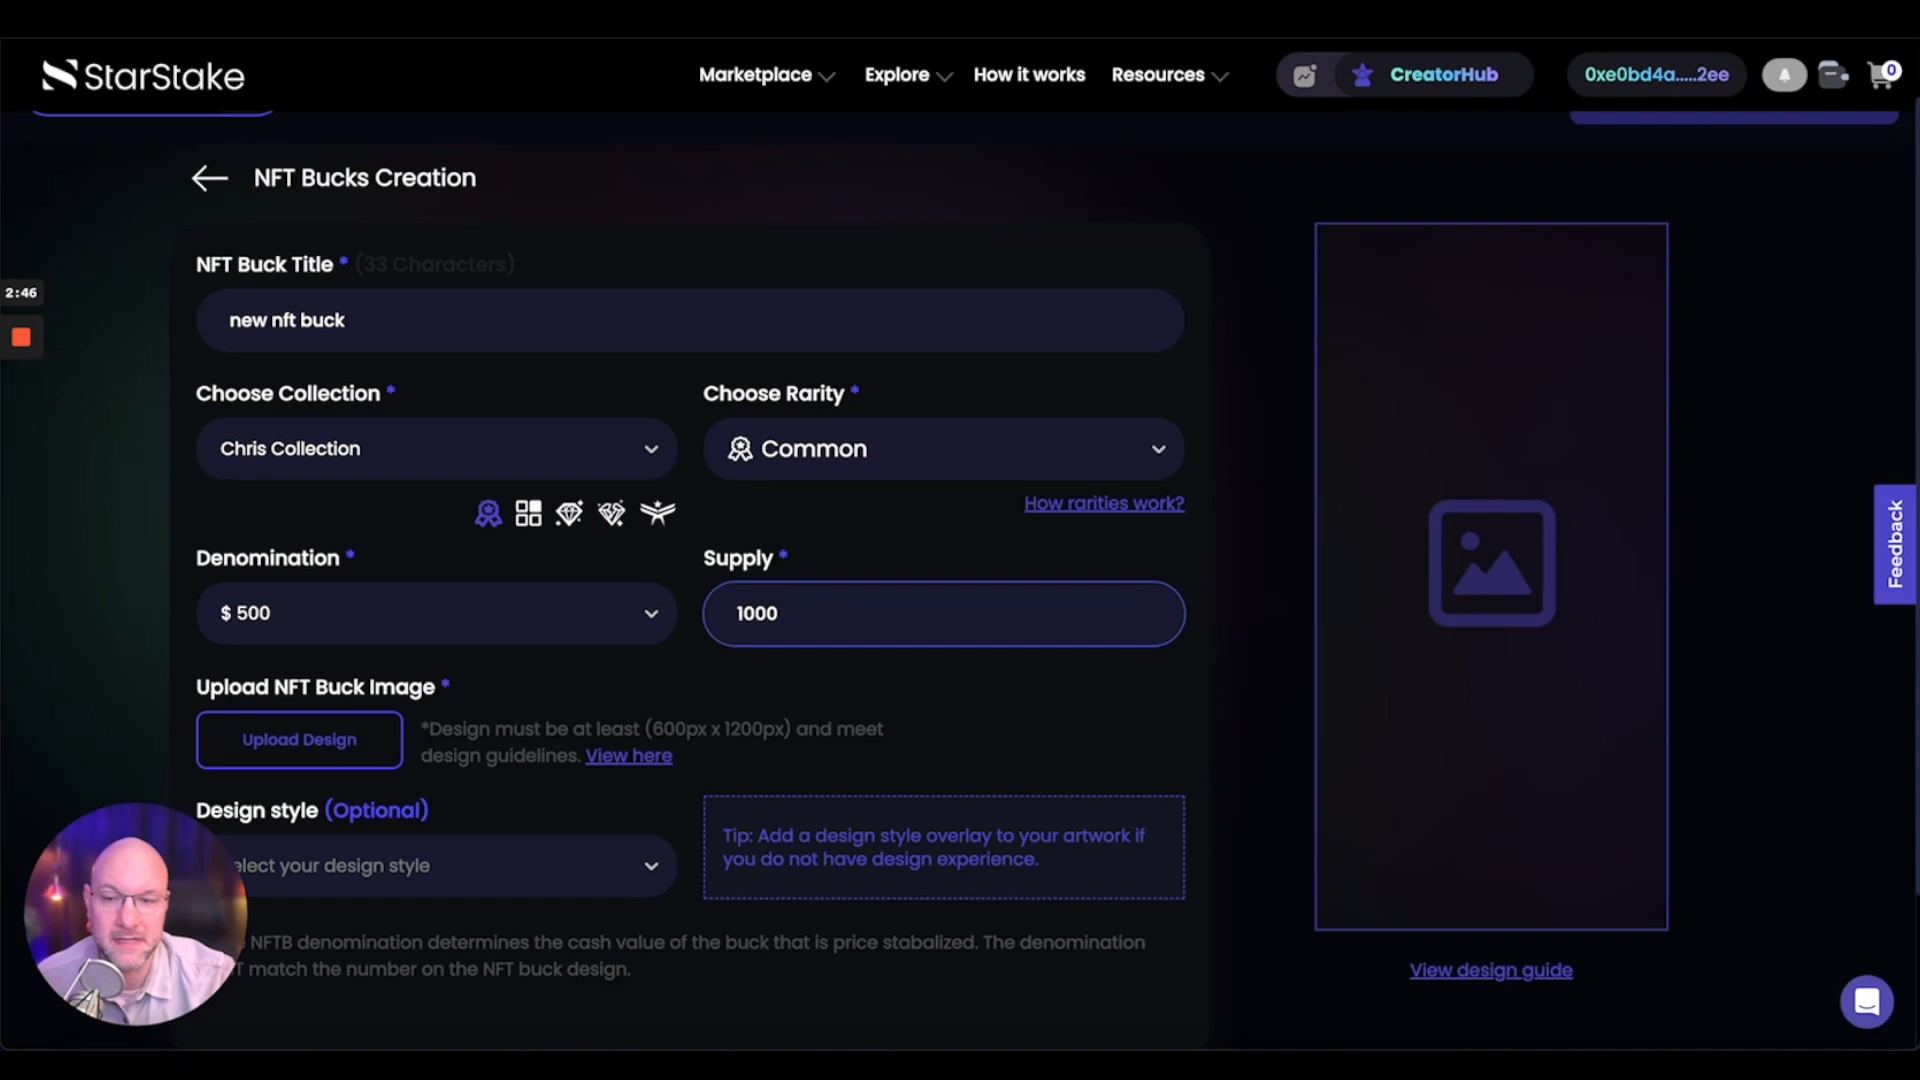 StarStake
Marketplace
Explore
How it works
Resources
CreatorHub
0xe0bd4a.....2ee
0
NFT Bucks Creation
NFT Buck Title * (33 Characters)
new nft buck
2:46
Choose Collection *
Choose Rarity *
Chris Collection
Common
How rarities work?
Denomination *
Supply *
$ 500
1000
Feedback
Upload NFT Buck Image *
Upload Design
*Design must be at least (600px x 1200px) and meet
design guidelines. View here
Design style (Optional)
elect your design style
Tip: Add a design style overlay to your artwork if
you do not have design experience.
NFTB denomination determines the cash value of the buck that is price stabalized. The denomination
T match the number on the NFT buck design.
View design guide